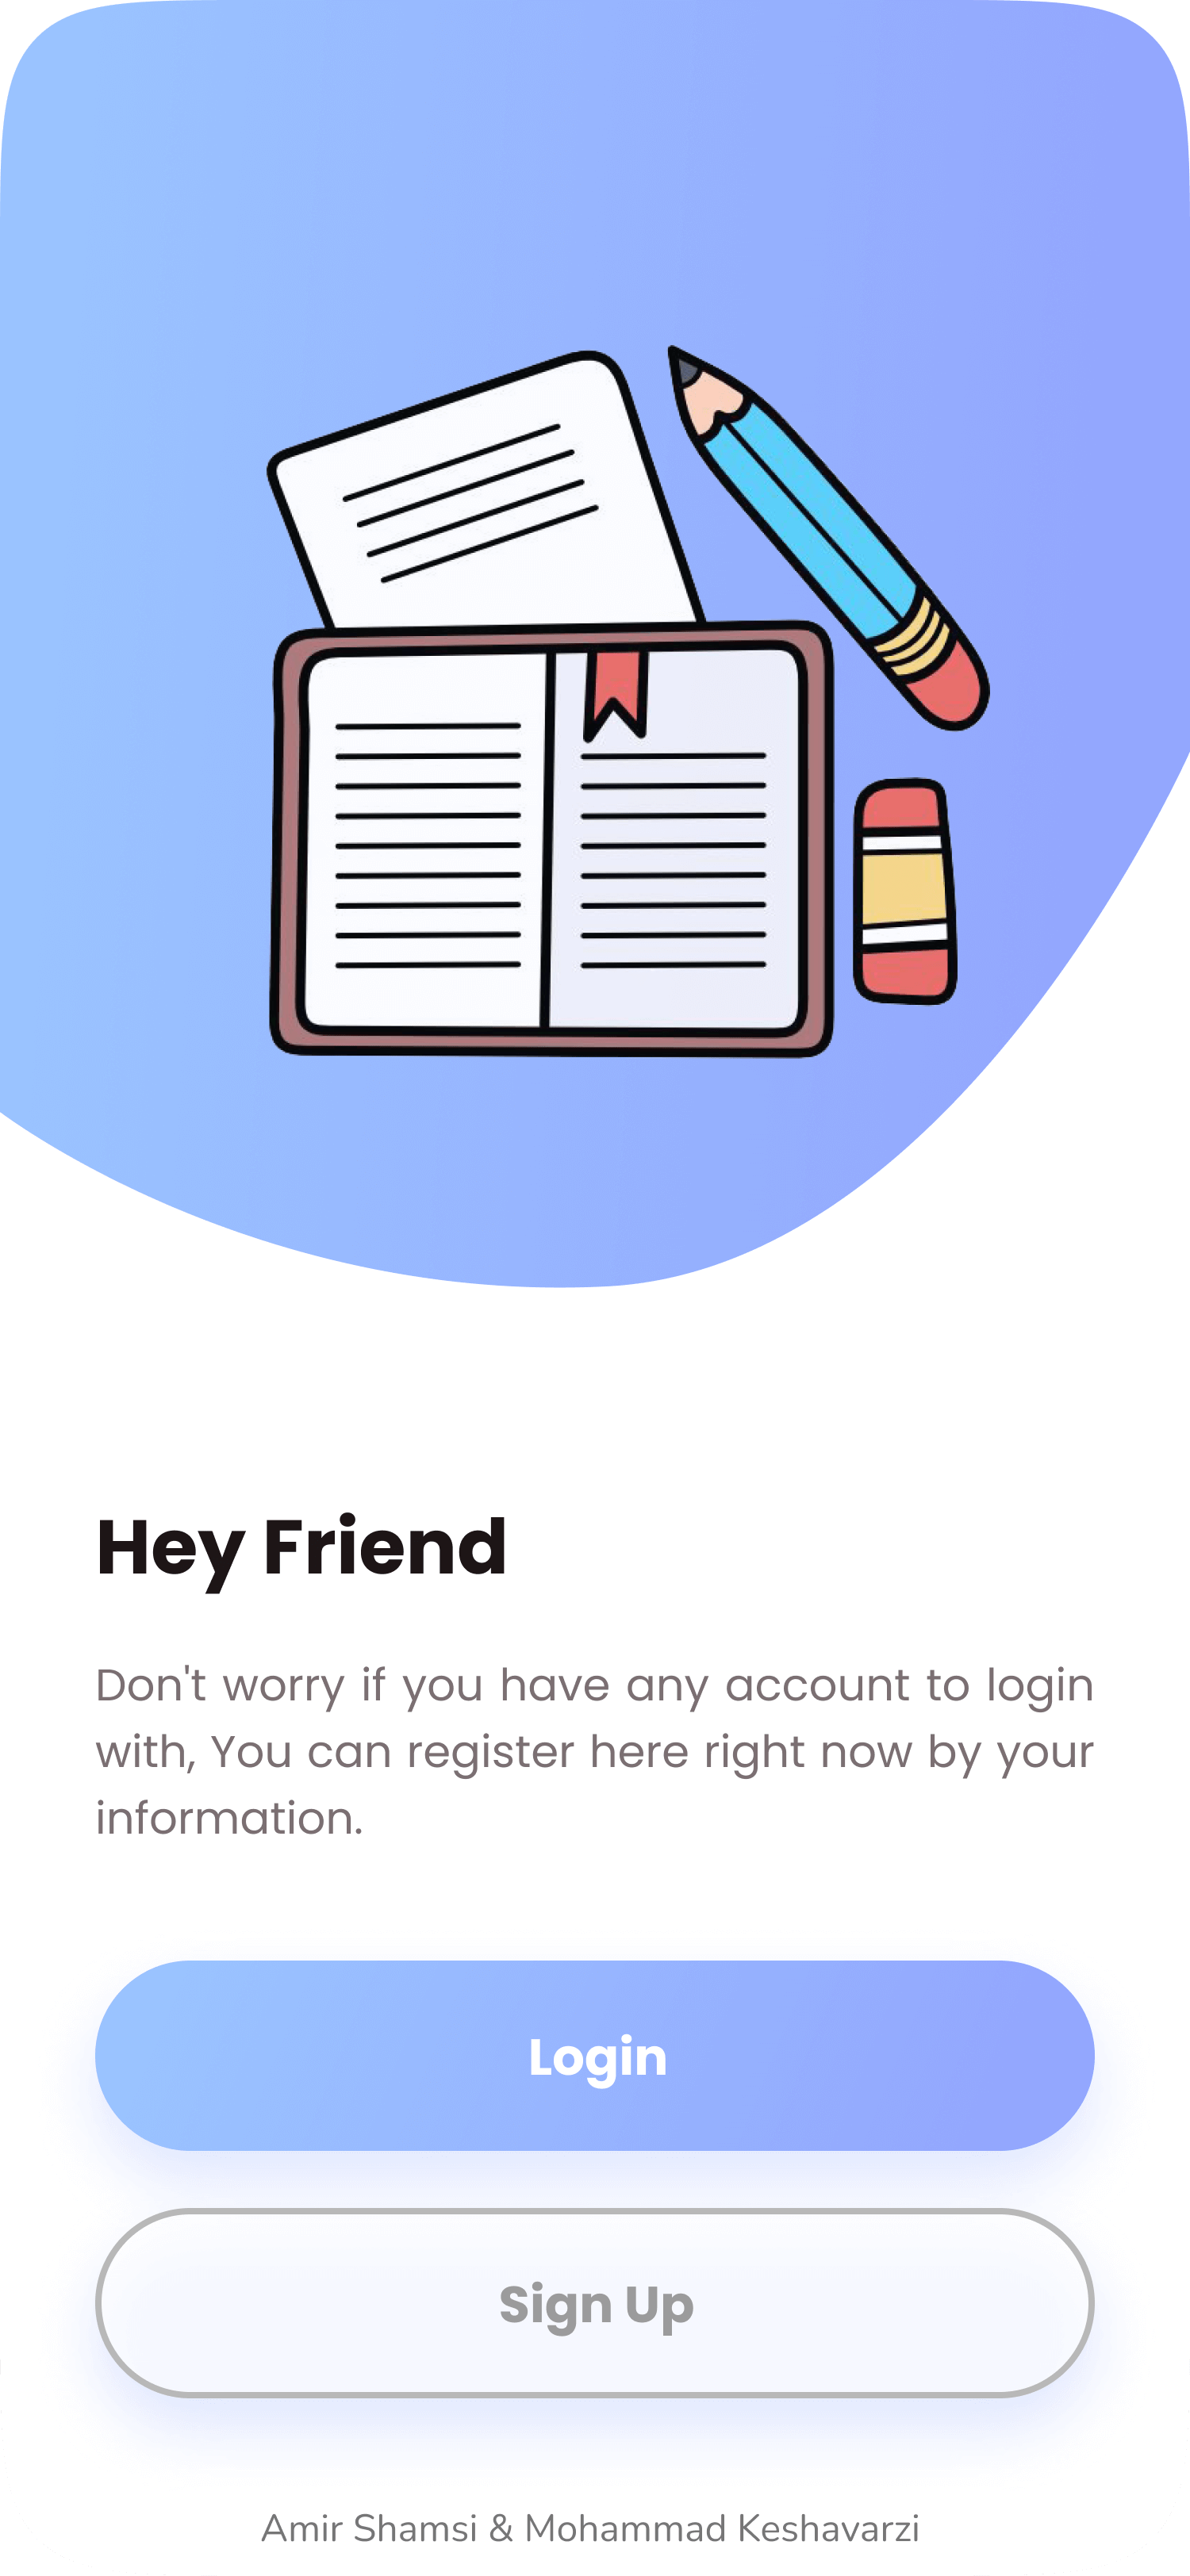 Hey Friend
Don't worry if you have any account to login
with, You can register here right now by your
information.
Login
Sign Up
Amir Shamsi & Mohammad Keshavarzi